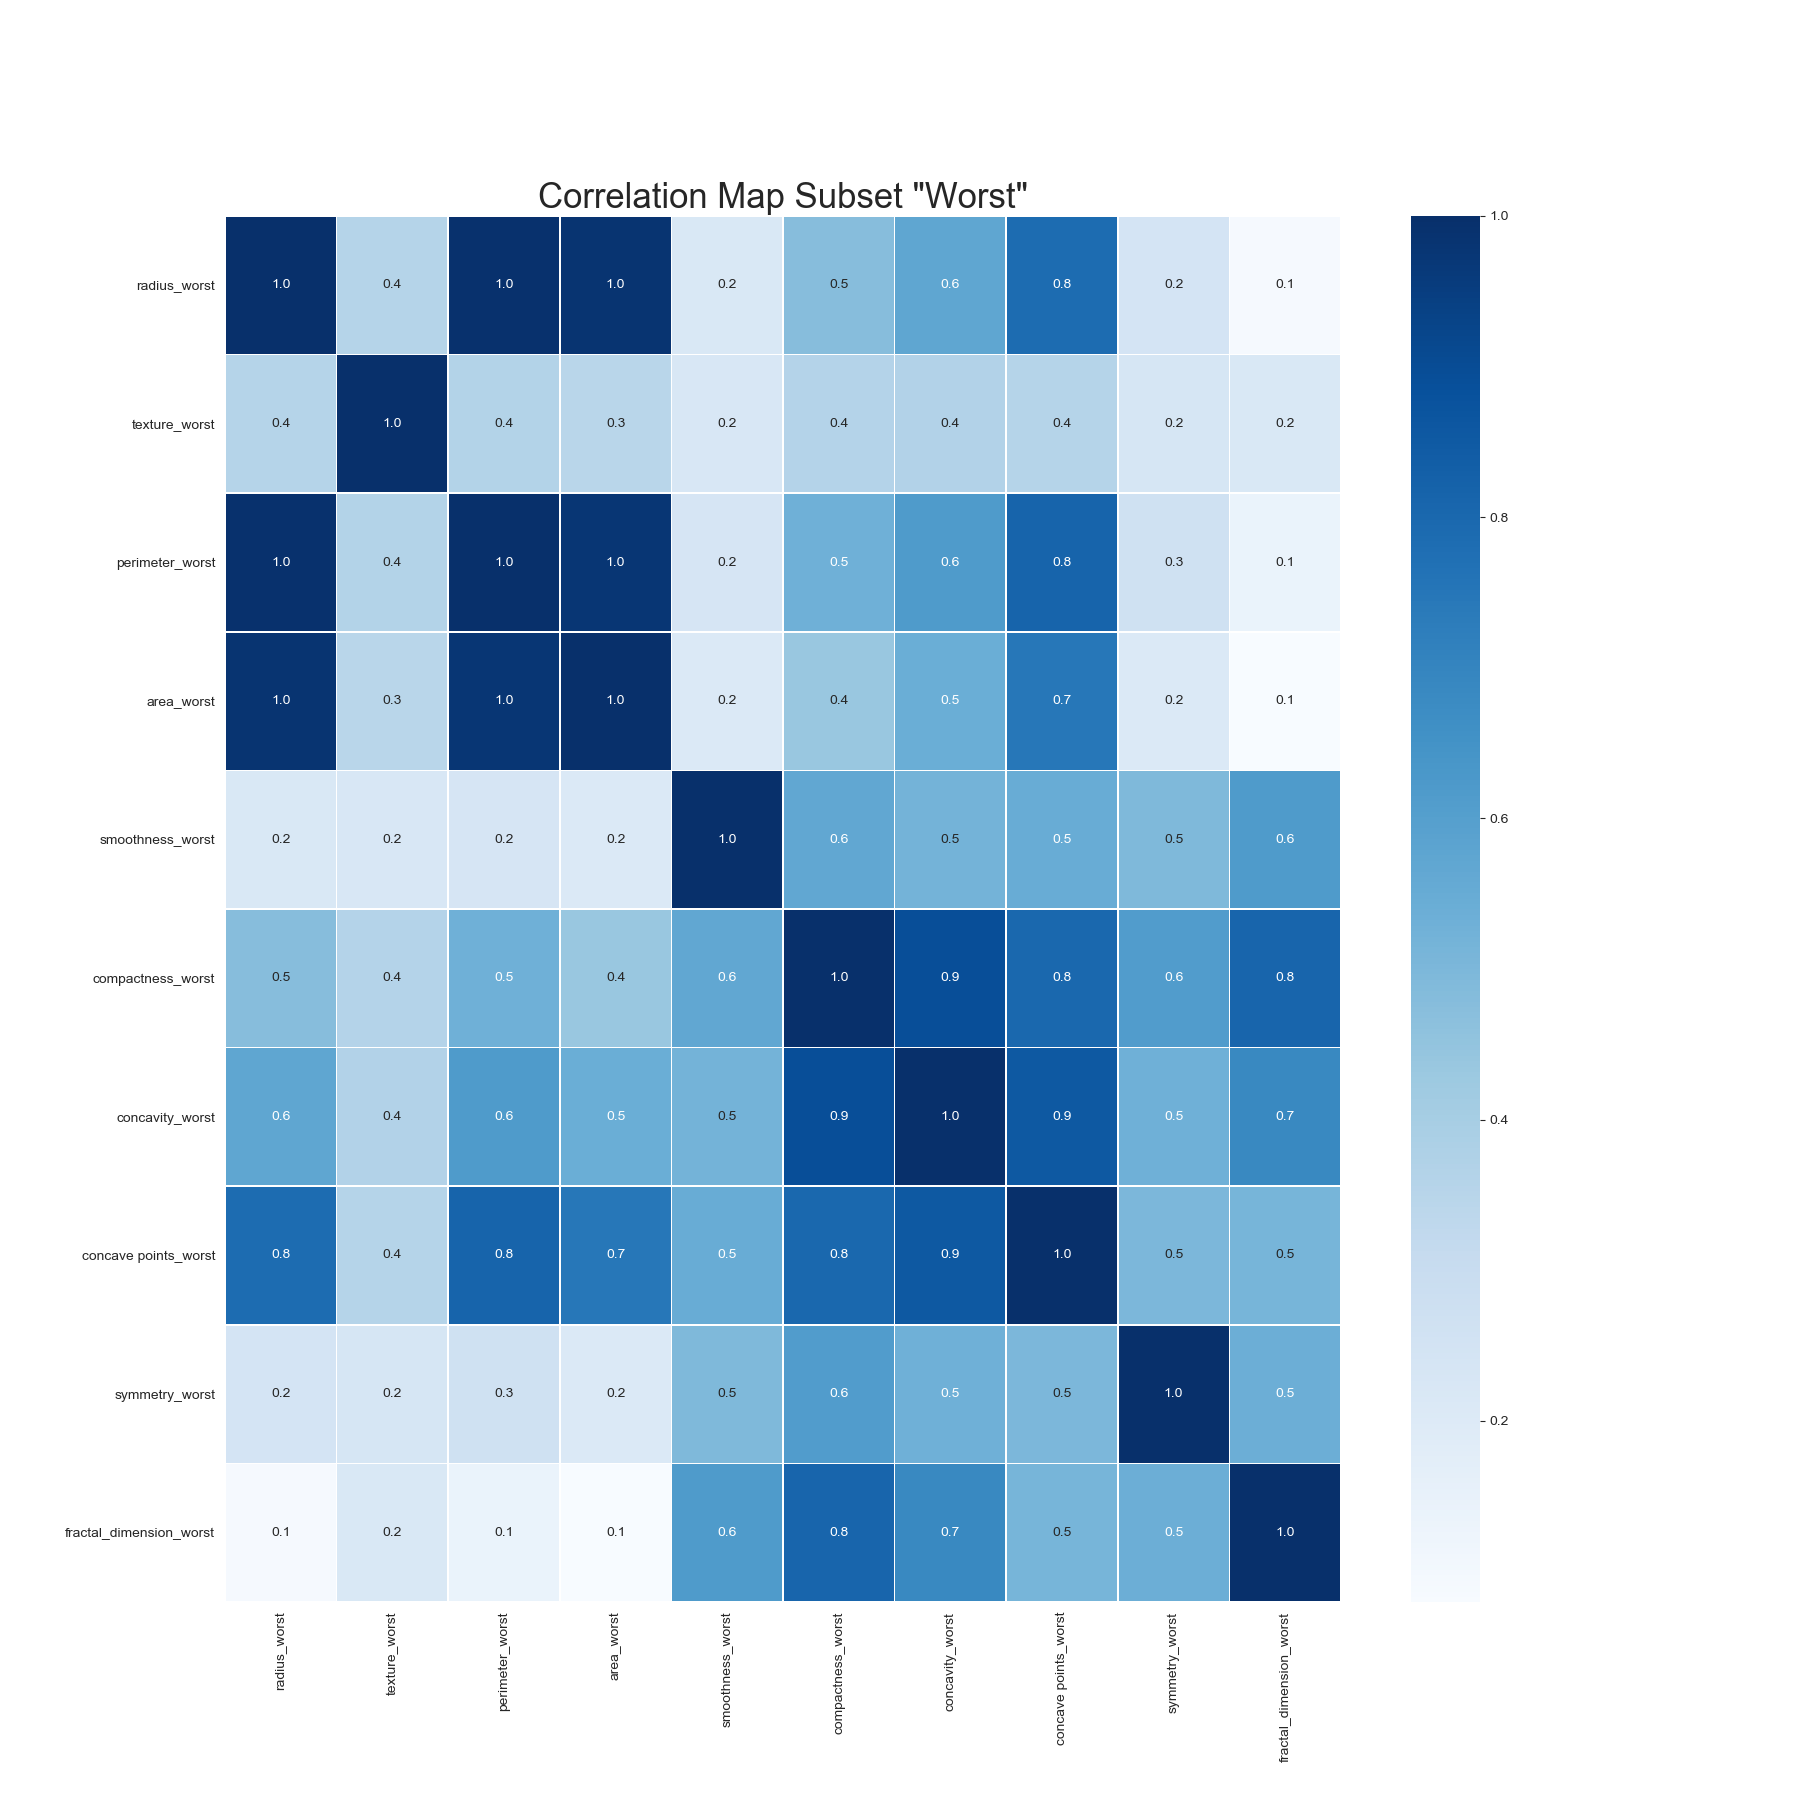 Correlation Map Subset "Worst"
radius_worst 1.0 0.4 1.0 1.0 0.2 0.5 0.6 0.8 0.2 0.1
texture_worst 0.4 1.0 0.4 0.3 0.2 0.4 0.4 0.4 0.2 0.2
perimeter_worst 1.0 0.4 1.0 1.0 0.2 0.5 0.6 0.8 0.3 0.1
area_worst 1.0 0.3 1.0 1.0 0.2 0.4 0.5 0.7 0.2 0.1
smoothness_worst 0.2 0.2 0.2 0.2 1.0 0.6 0.5 0.5 0.5 0.6
compactness_worst 0.5 0.4 0.5 0.4 0.6 1.0 0.9 0.8 0.6 0.8
concavity_worst 0.6 0.4 0.6 0.5 0.5 0.9 1.0 0.9 0.5 0.7
concave points_worst 0.8 0.4 0.8 0.7 0.5 0.8 0.9 1.0 0.5 0.5
symmetry_worst 0.2 0.2 0.3 0.2 0.5 0.6 0.5 0.5 1.0 0.5
fractal_dimension_worst 0.1 0.2 0.1 0.1 0.6 0.8 0.7 0.5 0.5 1.0
radius_worst
texture_worst
perimeter_worst
area_worst
smoothness_worst
compactness_worst
concavity_worst
concave points_worst
symmetry_worst
fractal_dimension_worst
1.0
0.8
0.6
0.4
0.2